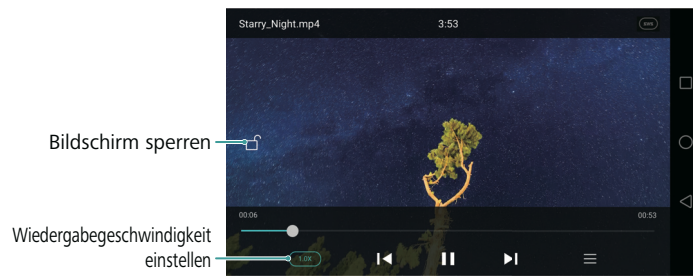 Starry_Night.mp4 3:53
Bildschirm sperren
00:06 00:53
Wiedergabegeschwindigkeit
einstellen
1.0X